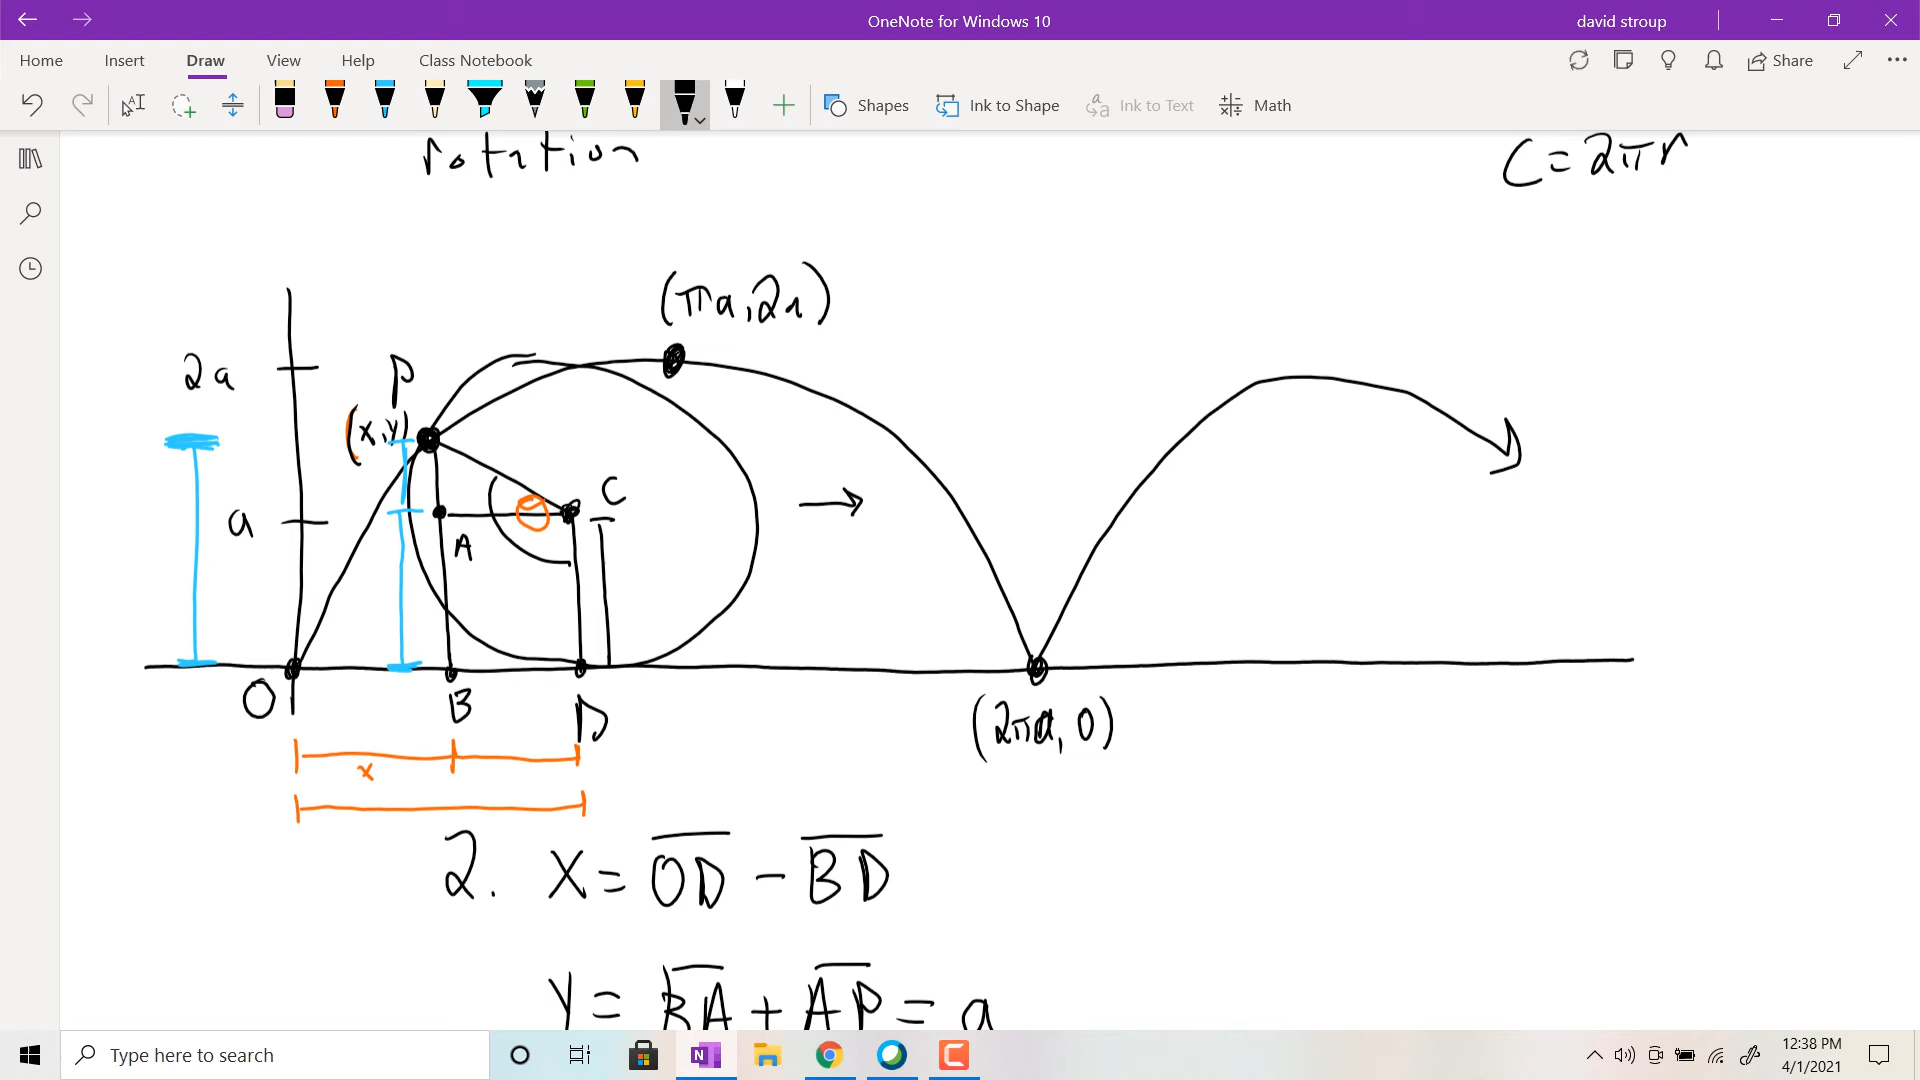 OneNote for Windows 10
david stroup
Home Insert Draw View Help Class Notebook
Share
Shapes Ink to Shape Ink to Text Math
rotation
C = 2πr
(πa, 2a)
2a
P
(x, y)
C
a
A
O
B
D
(2πa, 0)
x
2. X = OD - BD
Y = BA + AP = a
Type here to search
12:38 PM
4/1/2021